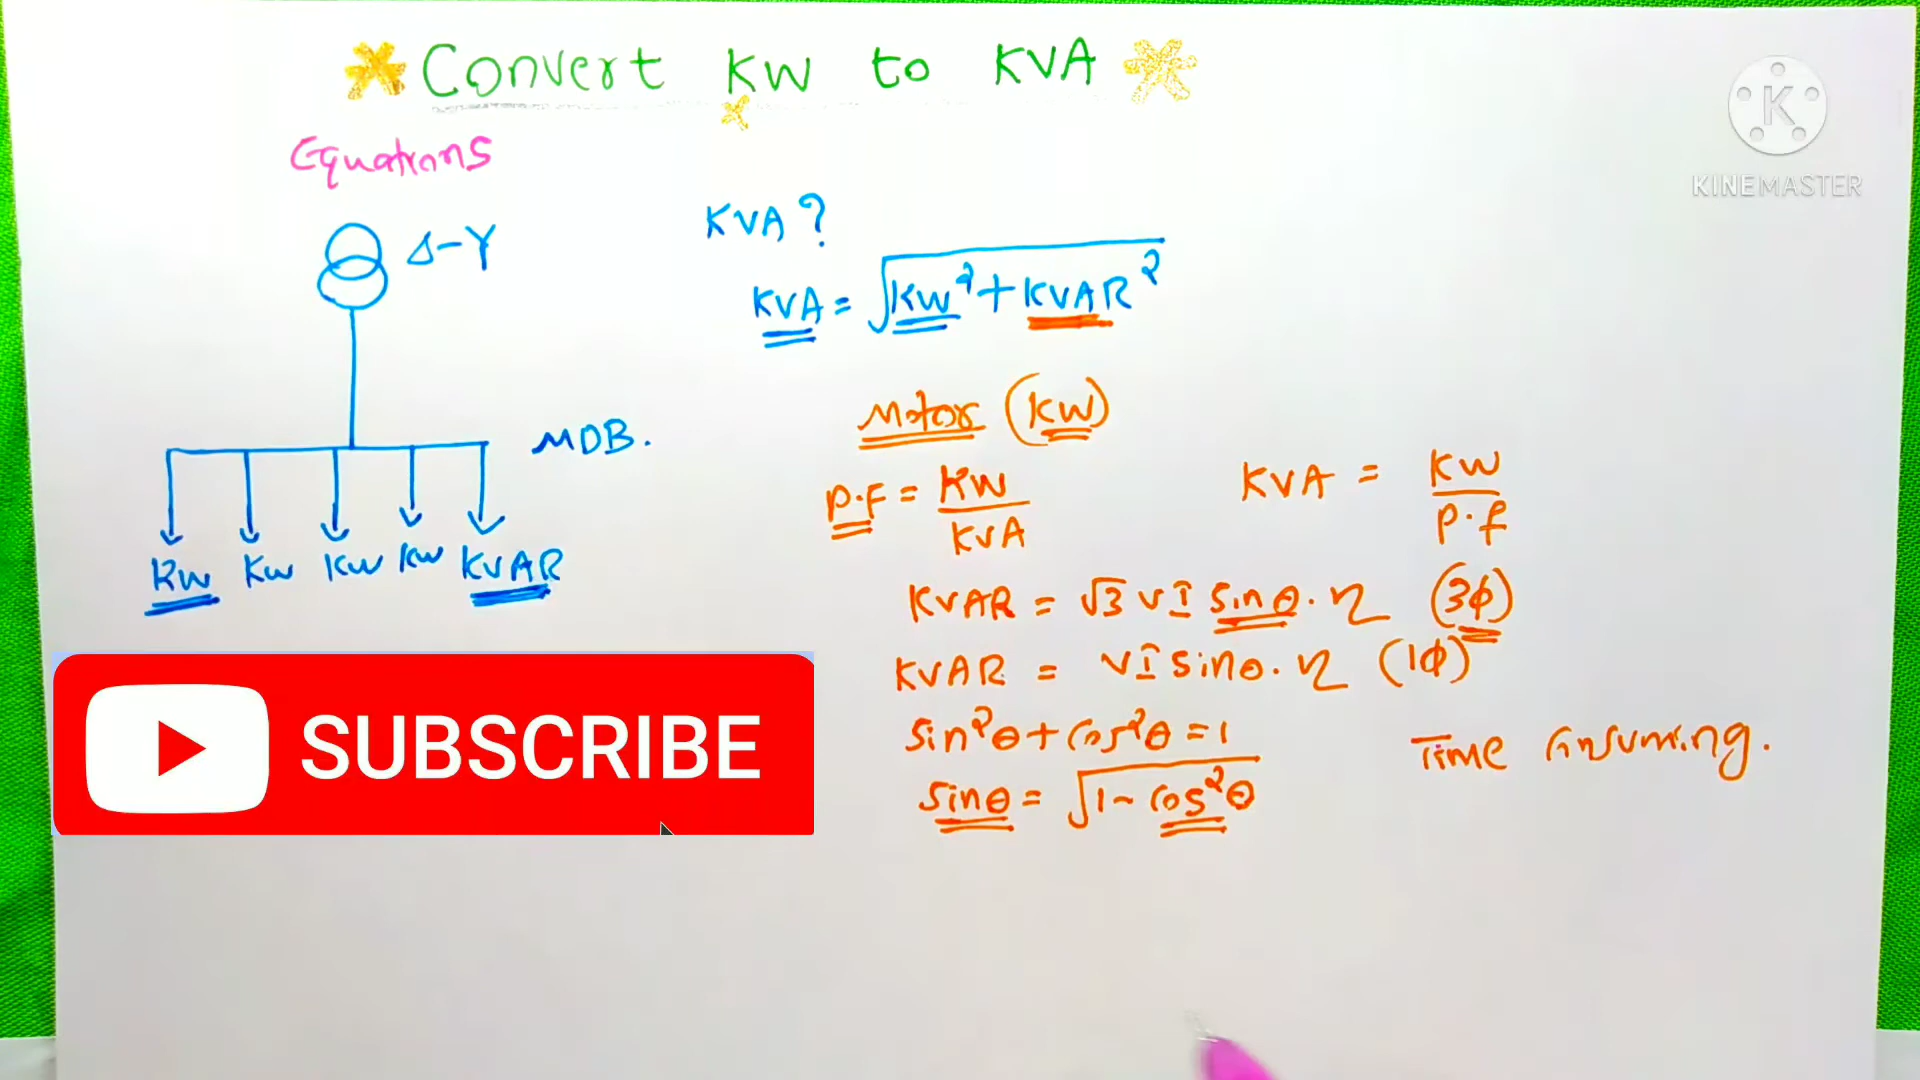 Convert KW to KVA
Equations
Δ-Y
MDB.
KW KW KW KW KVAR
KVA?
KVA = √KW² + KVAR²
Motor (KW)
P.F = KW/KVA
KVA = KW/P.f
KVAR = √3 VI sinθ. η (3φ)
KVAR = VI sinθ. η (1φ)
sin²θ + cos²θ = 1
sinθ = √1 - cos²θ
Time consuming.
SUBSCRIBE
K
KINEMASTER